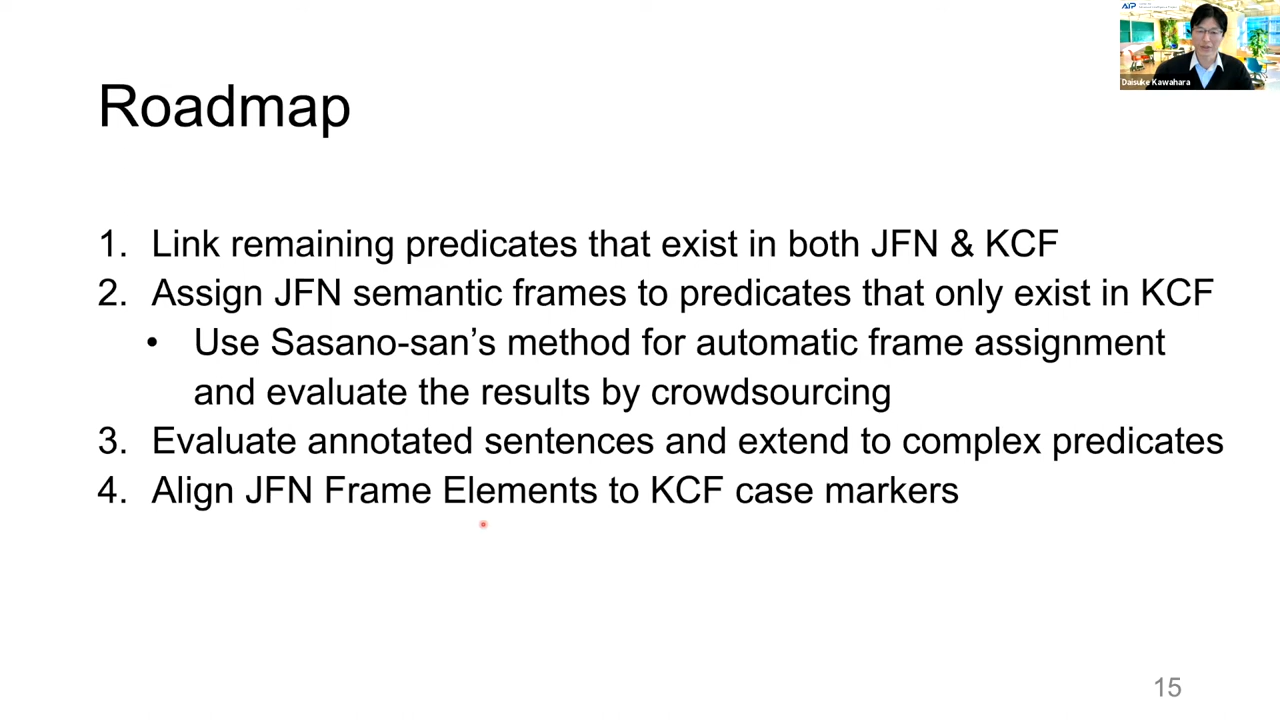 AIP
Daisuke Kawahara
Roadmap
1. Link remaining predicates that exist in both JFN & KCF
2. Assign JFN semantic frames to predicates that only exist in KCF
• Use Sasano-san’s method for automatic frame assignment
and evaluate the results by crowdsourcing
3. Evaluate annotated sentences and extend to complex predicates
4. Align JFN Frame Elements to KCF case markers
15